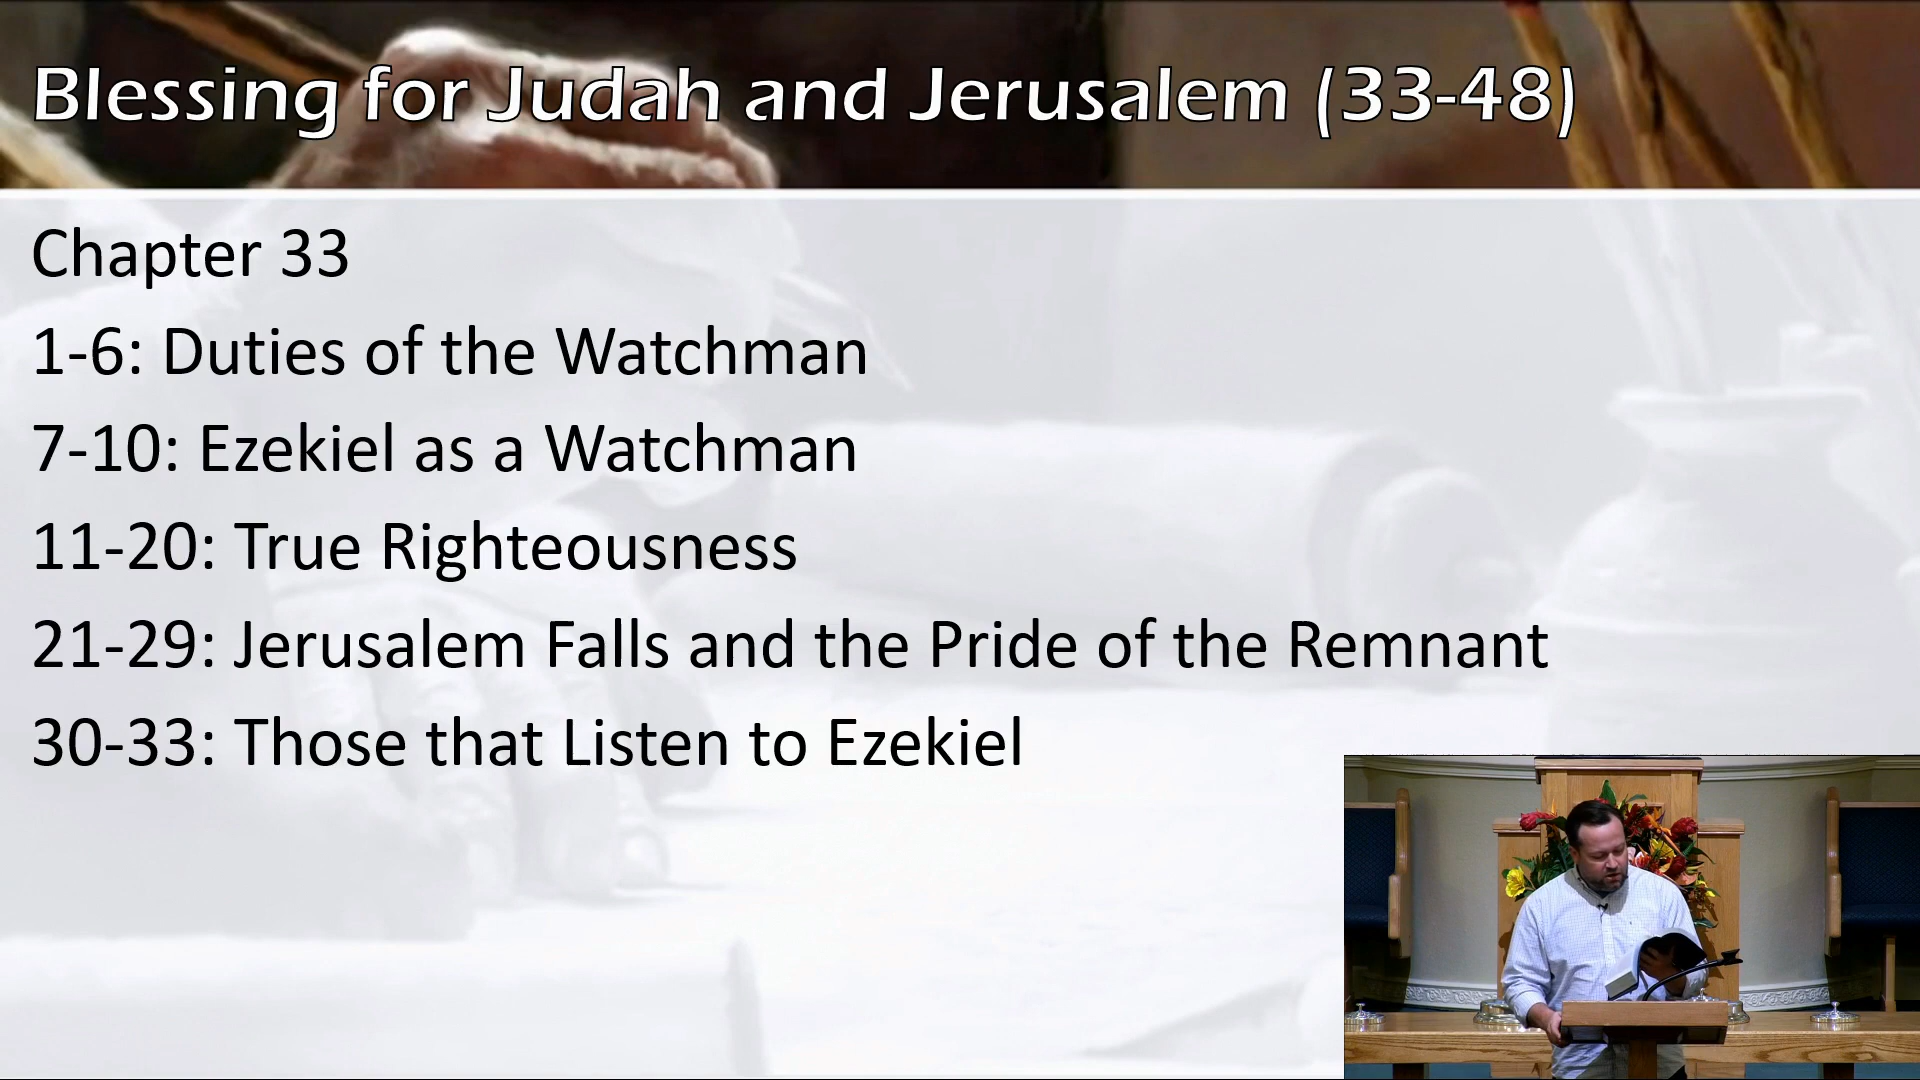 Blessing for Judah and Jerusalem (33-48)
Chapter 33
1-6: Duties of the Watchman
7-10: Ezekiel as a Watchman
11-20: True Righteousness
21-29: Jerusalem Falls and the Pride of the Remnant
30-33: Those that Listen to Ezekiel